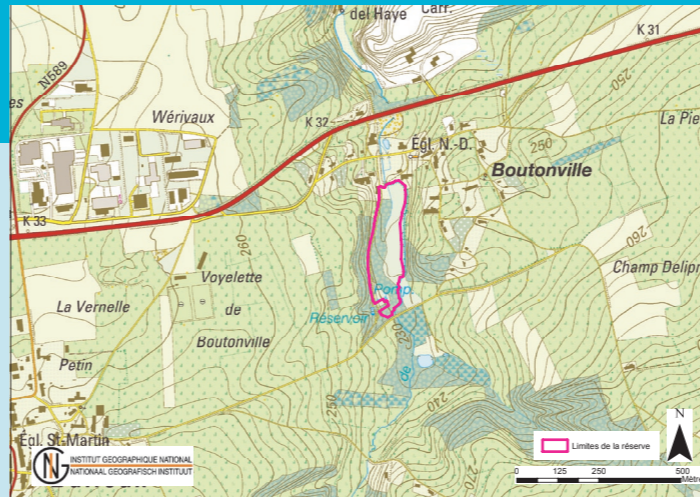 del Haye
Carr.
K 31
N589
es
Wérivaux
K 32
Égl. N.-D.
250
250
La Pie
Boutonville
K 33
260
260
Voyelette
de
Boutonville
Champ Delipr
La Vernelle
Pomp.
Réservoir
230
Petin
de
250
240
Égl. St-Martin
N
Limites de la réserve
INSTITUT GEOGRAPHIQUE NATIONAL
NATIONAAL GEOGRAFISCH INSTITUUT
0 125 250 500